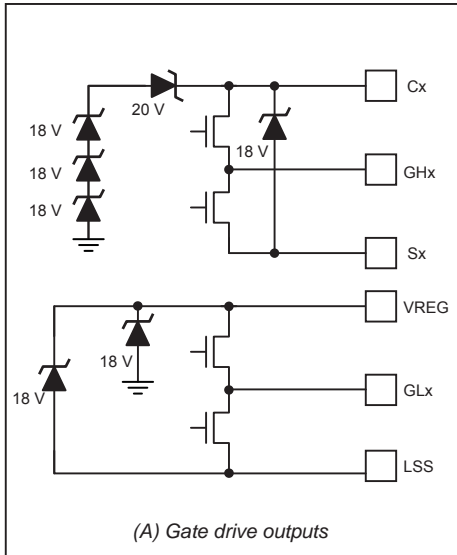 Cx
20 V
18 V
18 V
18 V
GHx
18 V
Sx
VREG
18 V
GLx
18 V
LSS
(A) Gate drive outputs